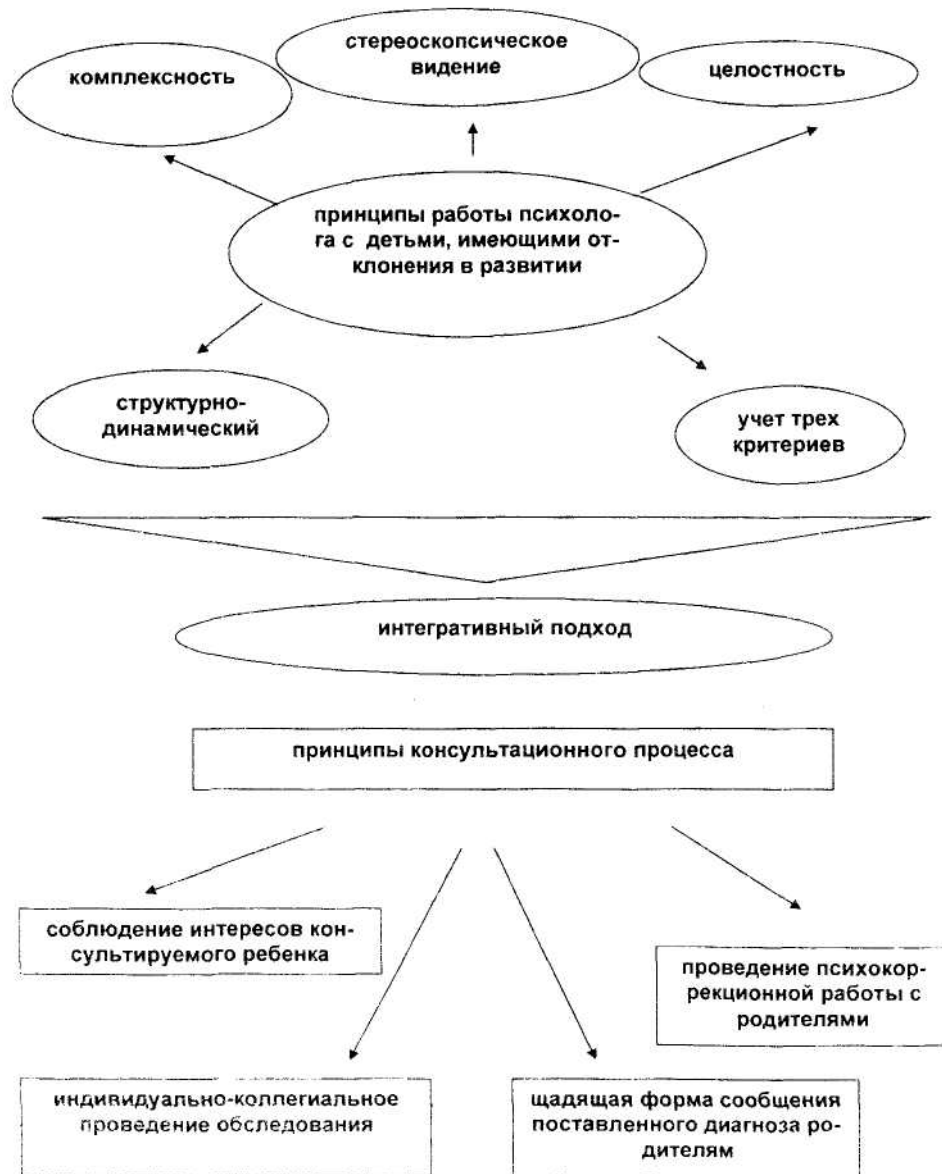 стереоскопсическое
видение
комплексность
целостность
принципы работы психоло-
га с детьми, имеющими от-
клонения в развитии
структурно-
динамический
учет трех
критериев
интегративный подход
принципы консультационного процесса
соблюдение интересов кон-
сультируемого ребенка
проведение психокор-
рекционной работы с
родителями
индивидуально-коллегиальное
проведение обследования
щадящая форма сообщения
поставленного диагноза ро-
дителям